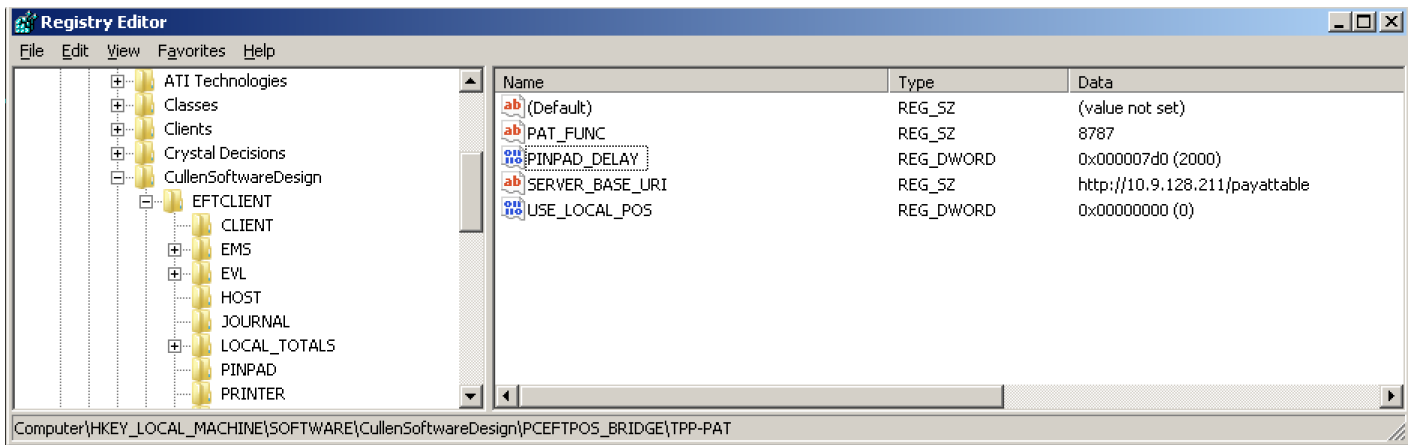 Registry Editor
File Edit View Favorites Help
ATI Technologies
Classes
Clients
Crystal Decisions
CullenSoftwareDesign
EFTCLIENT
CLIENT
EMS
EVL
HOST
JOURNAL
LOCAL_TOTALS
PINPAD
PRINTER
Name Type Data
(Default) REG_SZ (value not set)
PAT_FUNC REG_SZ 8787
PINPAD_DELAY REG_DWORD 0x000007d0 (2000)
SERVER_BASE_URI REG_SZ http://10.9.128.211/payattable
USE_LOCAL_POS REG_DWORD 0x00000000 (0)
Computer\HKEY_LOCAL_MACHINE\SOFTWARE\CullenSoftwareDesign\PCEFTPOS_BRIDGE\TPP-PAT